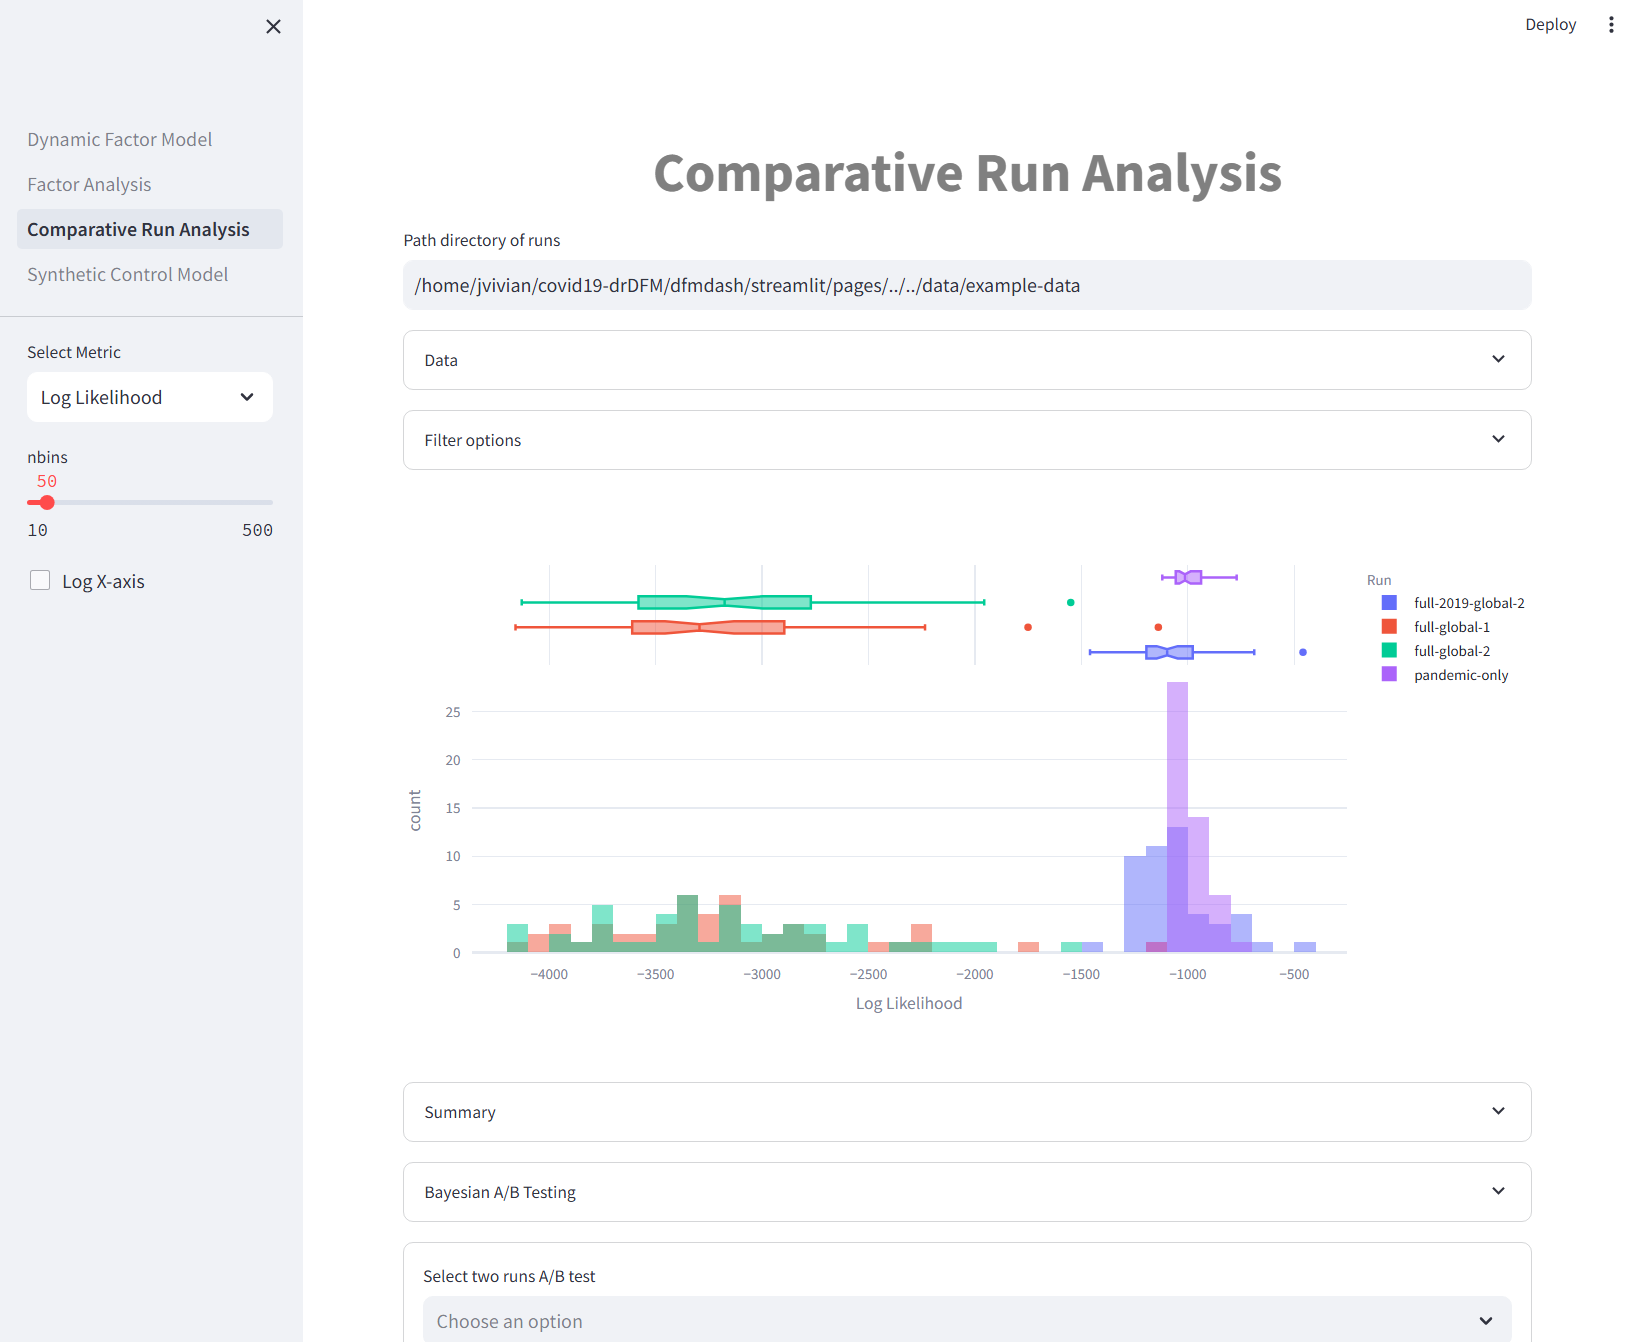 Deploy
Dynamic Factor Model
Factor Analysis
Comparative Run Analysis
Synthetic Control Model
Select Metric
Log Likelihood
nbins
50
10 500
Log X-axis
Comparative Run Analysis
Path directory of runs
/home/jvivian/covid19-drDFM/dfmdash/streamlit/pages/../../data/example-data
Data
Filter options
Run
full-2019-global-2
full-global-1
full-global-2
pandemic-only
25
20
15
10
5
0
count
−4000 −3500 −3000 −2500 −2000 −1500 −1000 −500
Log Likelihood
Summary
Bayesian A/B Testing
Select two runs A/B test
Choose an option